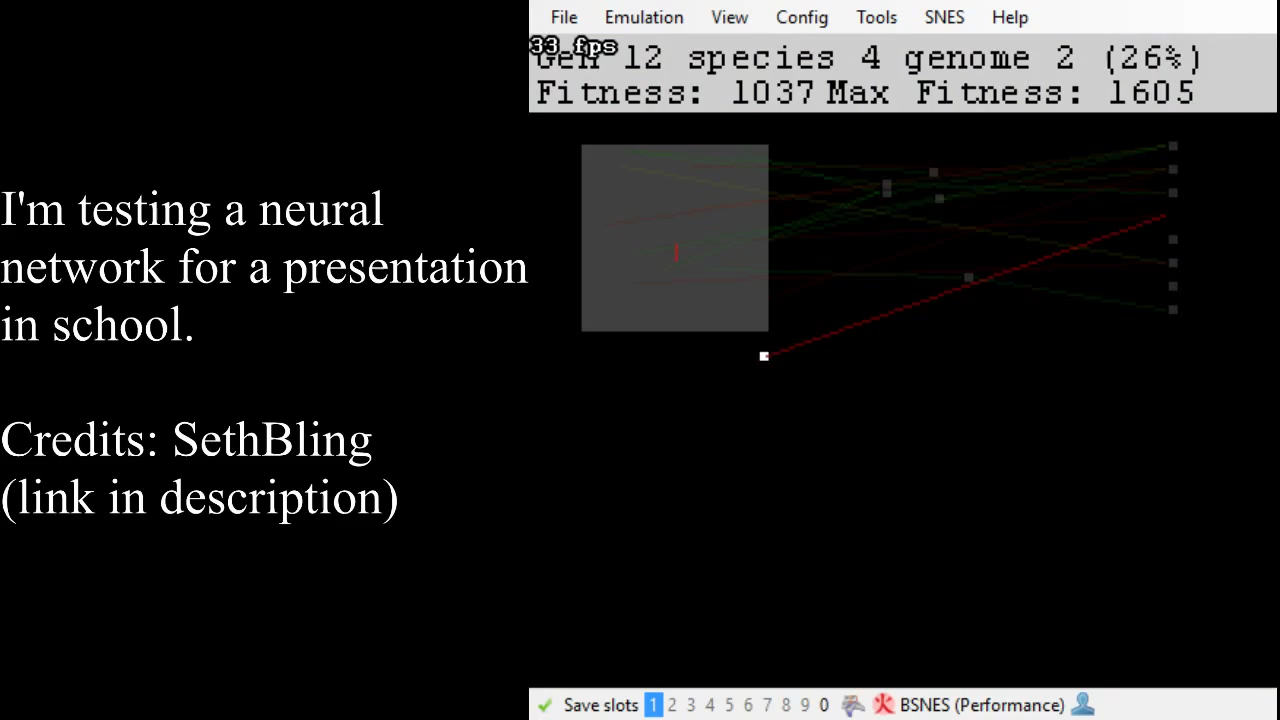 File Emulation View Config Tools SNES Help
33 fps
Gen 12 species 4 genome 2 (26%)
Fitness: 1037 Max Fitness: 1605
I'm testing a neural
network for a presentation
in school.
Credits: SethBling
(link in description)
Save slots 1 2 3 4 5 6 7 8 9 0 BSNES (Performance)